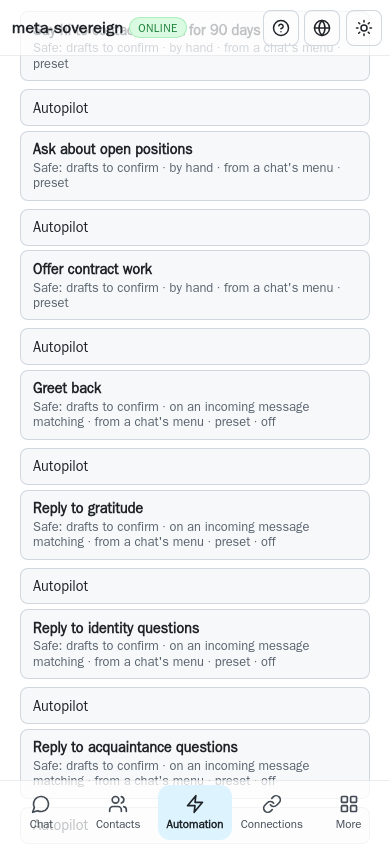 meta-sovereign ONLINE for 90 days
Safe: drafts to confirm · by hand · from a chat's menu ·
preset
Autopilot
Ask about open positions
Safe: drafts to confirm · by hand · from a chat's menu ·
preset
Autopilot
Offer contract work
Safe: drafts to confirm · by hand · from a chat's menu ·
preset
Autopilot
Greet back
Safe: drafts to confirm · on an incoming message
matching · from a chat's menu · preset · off
Autopilot
Reply to gratitude
Safe: drafts to confirm · on an incoming message
matching · from a chat's menu · preset · off
Autopilot
Reply to identity questions
Safe: drafts to confirm · on an incoming message
matching · from a chat's menu · preset · off
Autopilot
Reply to acquaintance questions
Safe: drafts to confirm · on an incoming message
matching · from a chat's menu · preset · off
Autopilot
Chat Contacts Automation Connections More